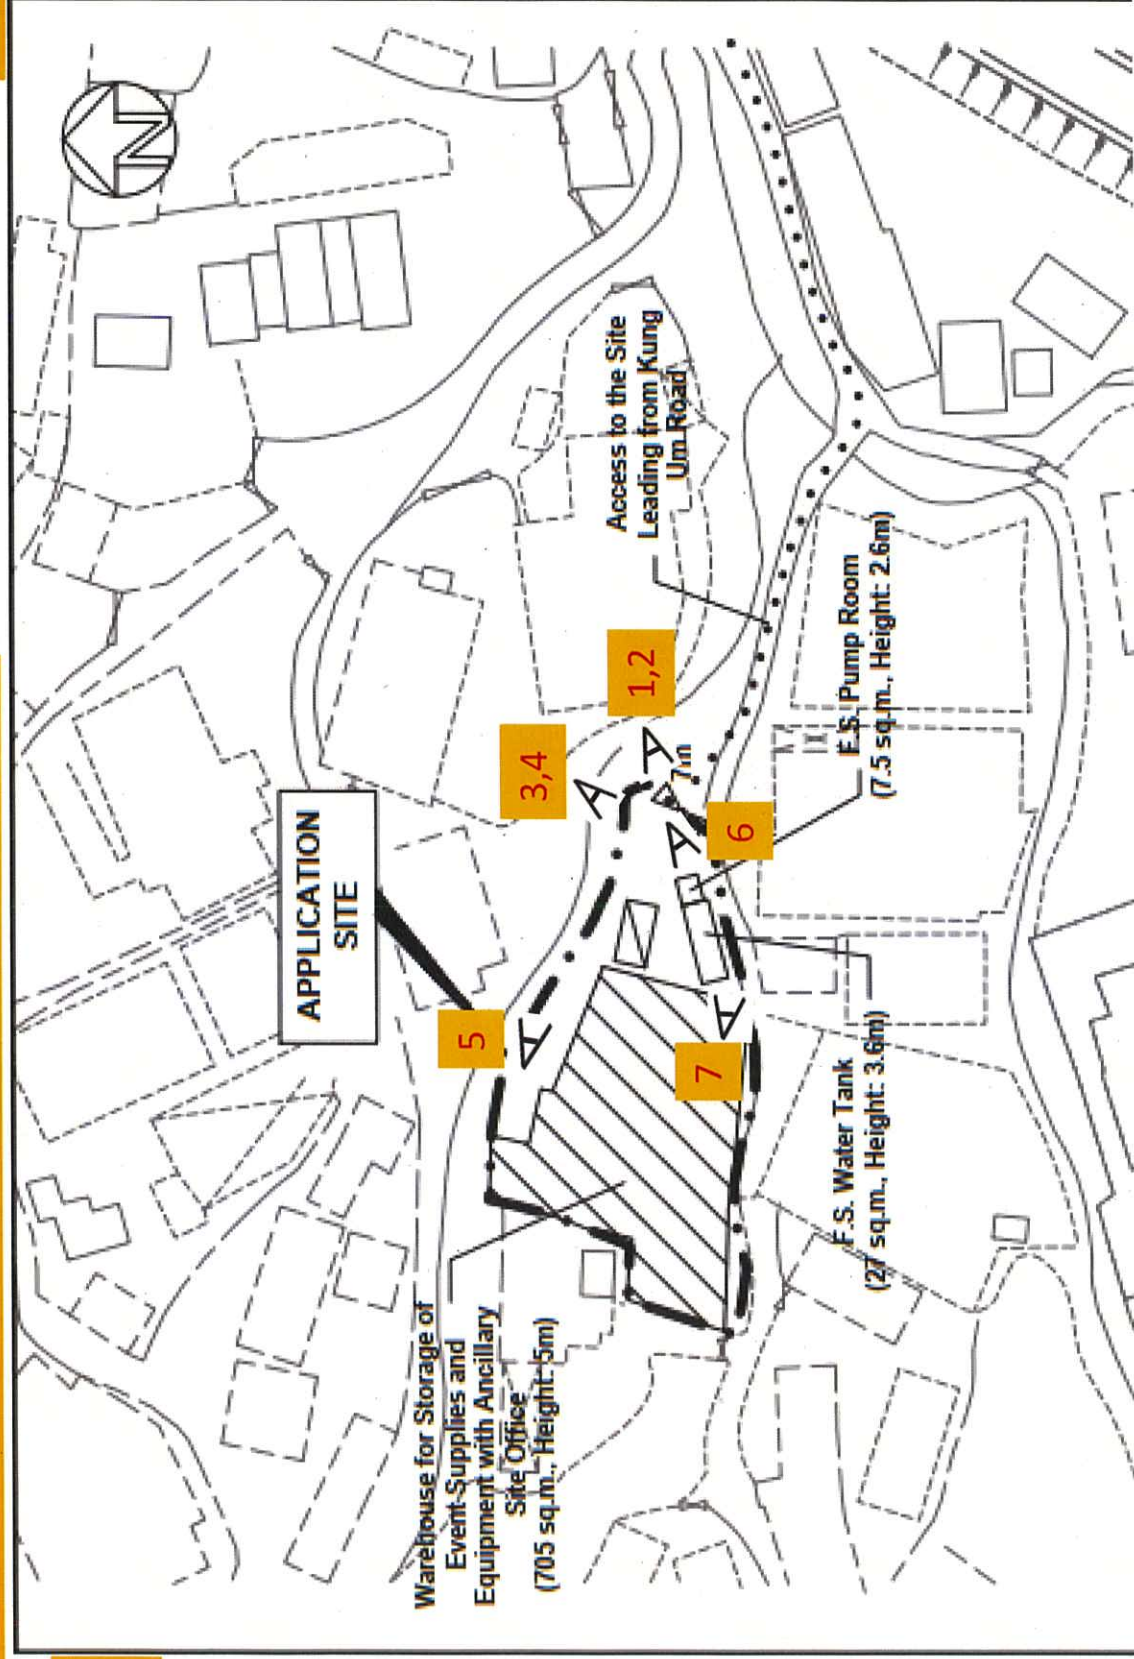 N
APPLICATION
SITE
Access to the Site
Leading from Kung
Um Road
1,2
3,4
5
6
7
7m
Warehouse for Storage of
Event Supplies and
Equipment with Ancillary
Site Office
(705 sq.m., Height: 5m)
F.S. Water Tank
(27 sq.m., Height: 3.6m)
F.S. Pump Room
(7.5 sq.m., Height: 2.6m)